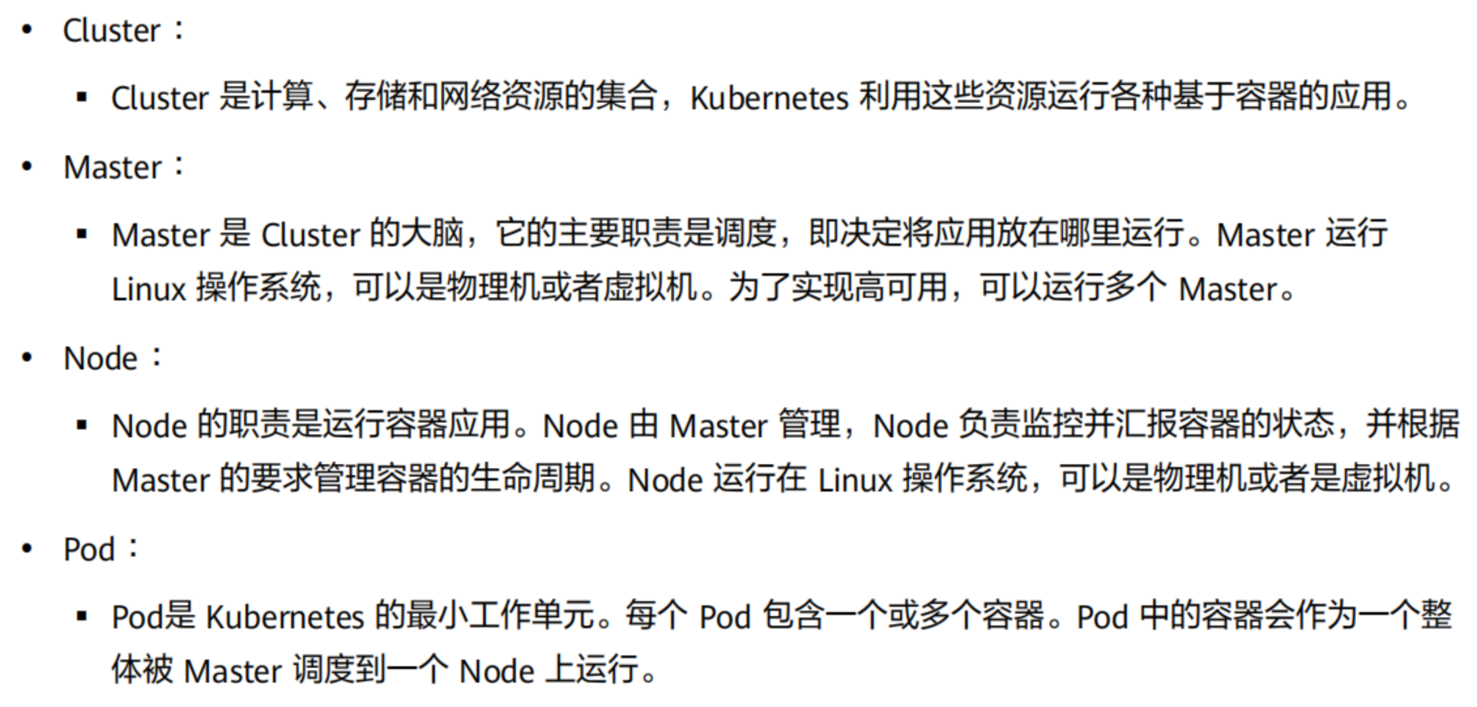 • Cluster：
▪ Cluster 是计算、存储和网络资源的集合，Kubernetes 利用这些资源运行各种基于容器的应用。
• Master：
▪ Master 是 Cluster 的大脑，它的主要职责是调度，即决定将应用放在哪里运行。Master 运行
Linux 操作系统，可以是物理机或者虚拟机。为了实现高可用，可以运行多个 Master。
• Node：
▪ Node 的职责是运行容器应用。Node 由 Master 管理，Node 负责监控并汇报容器的状态，并根据
Master 的要求管理容器的生命周期。Node 运行在 Linux 操作系统，可以是物理机或者是虚拟机。
• Pod：
▪ Pod是 Kubernetes 的最小工作单元。每个 Pod 包含一个或多个容器。Pod 中的容器会作为一个整
体被 Master 调度到一个 Node 上运行。